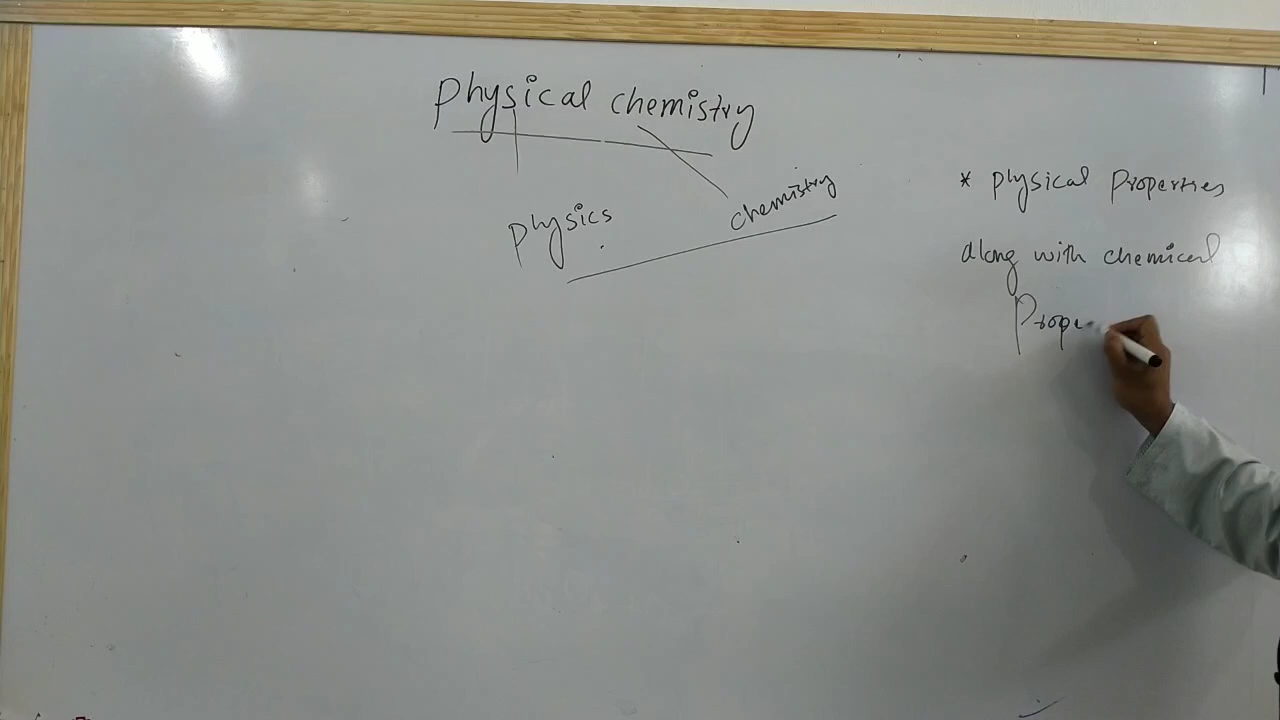 Physical chemistry
Physics
chemistry
* Physical Properties
along with chemical
Prope